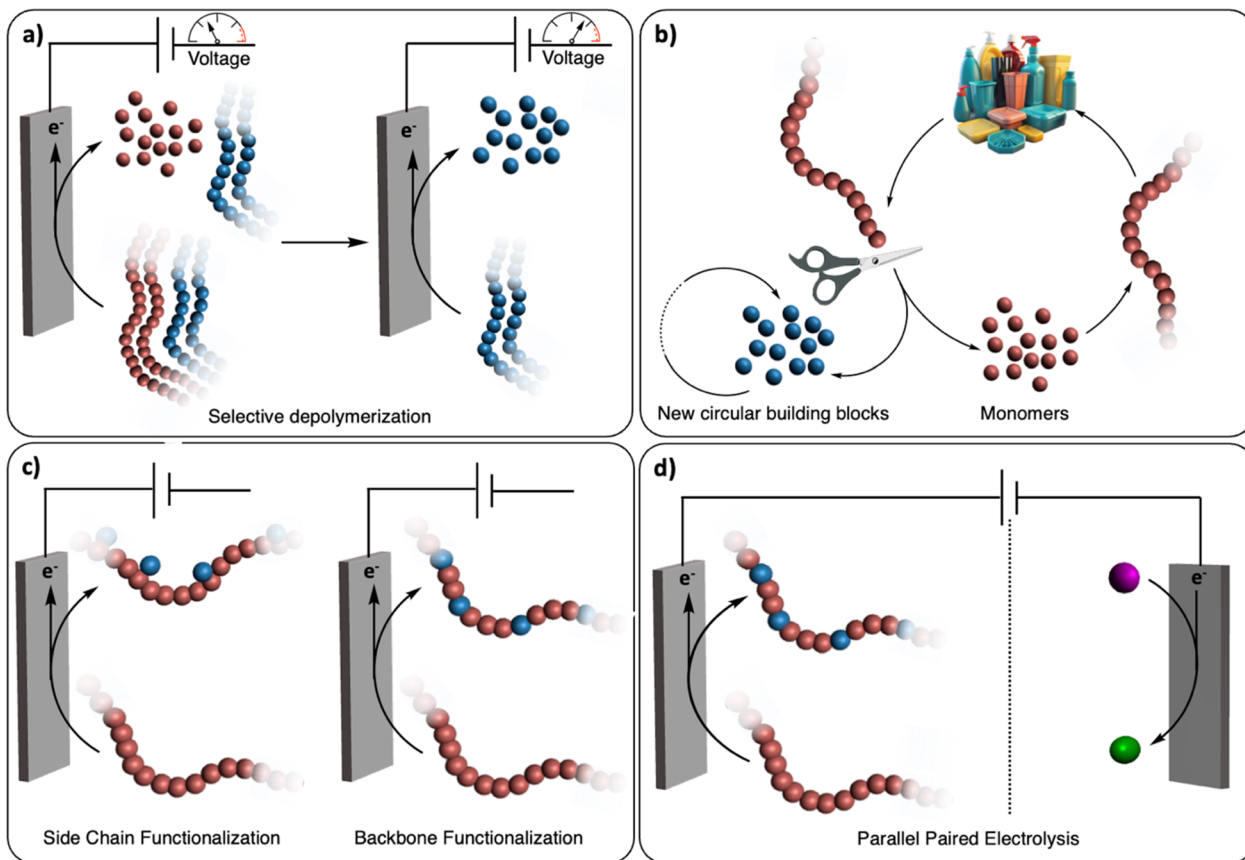 a)
Voltage
Voltage
e-
e-
Selective depolymerization
b)
New circular building blocks
Monomers
c)
e-
e-
Side Chain Functionalization
Backbone Functionalization
d)
e-
e-
Parallel Paired Electrolysis